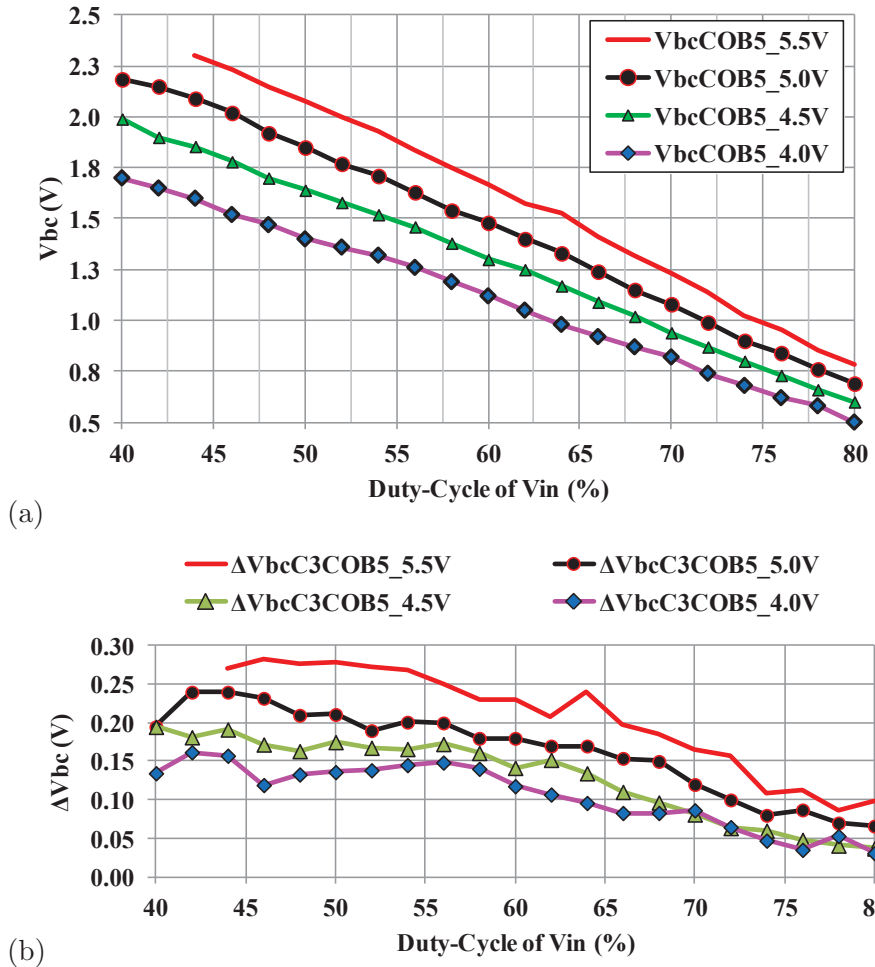 2.5
2.3
2.0
1.8
1.5
1.3
1.0
0.8
0.5
Vbc (V)
VbcCOB5_5.5V
VbcCOB5_5.0V
VbcCOB5_4.5V
VbcCOB5_4.0V
40 45 50 55 60 65 70 75 80
Duty-Cycle of Vin (%)
(a)
ΔVbcC3COB5_5.5V ΔVbcC3COB5_5.0V
ΔVbcC3COB5_4.5V ΔVbcC3COB5_4.0V
0.30
0.25
0.20
0.15
0.10
0.05
0.00
ΔVbc (V)
40 45 50 55 60 65 70 75 8
Duty-Cycle of Vin (%)
(b)